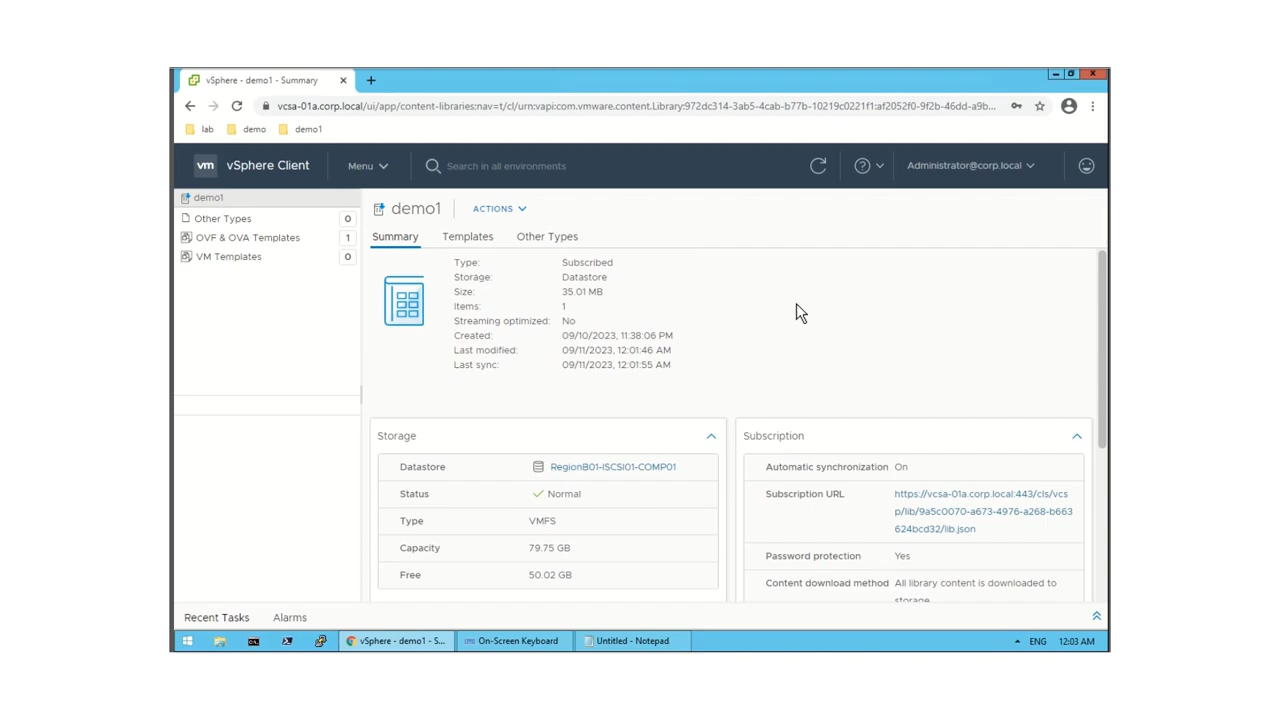 vSphere - demo1 - Summary
vcsa-01a.corp.local/ui/app/content-libraries:nav=t/cl/urn:vapi:com.vmware.content.Library:972dc314-3ab5-4cab-b77b-10219c0221f1:af2052f0-9f2b-46dd-a9b...
lab demo demo1
vm vSphere Client Menu Search in all environments Administrator@corp.local
demo1
Other Types 0
OVF & OVA Templates 1
VM Templates 0
demo1 ACTIONS
Summary Templates Other Types
Type: Subscribed
Storage: Datastore
Size: 35.01 MB
Items: 1
Streaming optimized: No
Created: 09/10/2023, 11:38:06 PM
Last modified: 09/11/2023, 12:01:46 AM
Last sync: 09/11/2023, 12:01:55 AM
Storage
Datastore RegionB01-ISCSI01-COMP01
Status Normal
Type VMFS
Capacity 79.75 GB
Free 50.02 GB
Subscription
Automatic synchronization On
Subscription URL https://vcsa-01a.corp.local:443/cls/vcs
p/lib/9a5c0070-a673-4976-a268-b663
624bcd32/lib.json
Password protection Yes
Content download method All library content is downloaded to
storage.
Recent Tasks Alarms
vSphere - demo1 - S... On-Screen Keyboard Untitled - Notepad ENG 12:03 AM